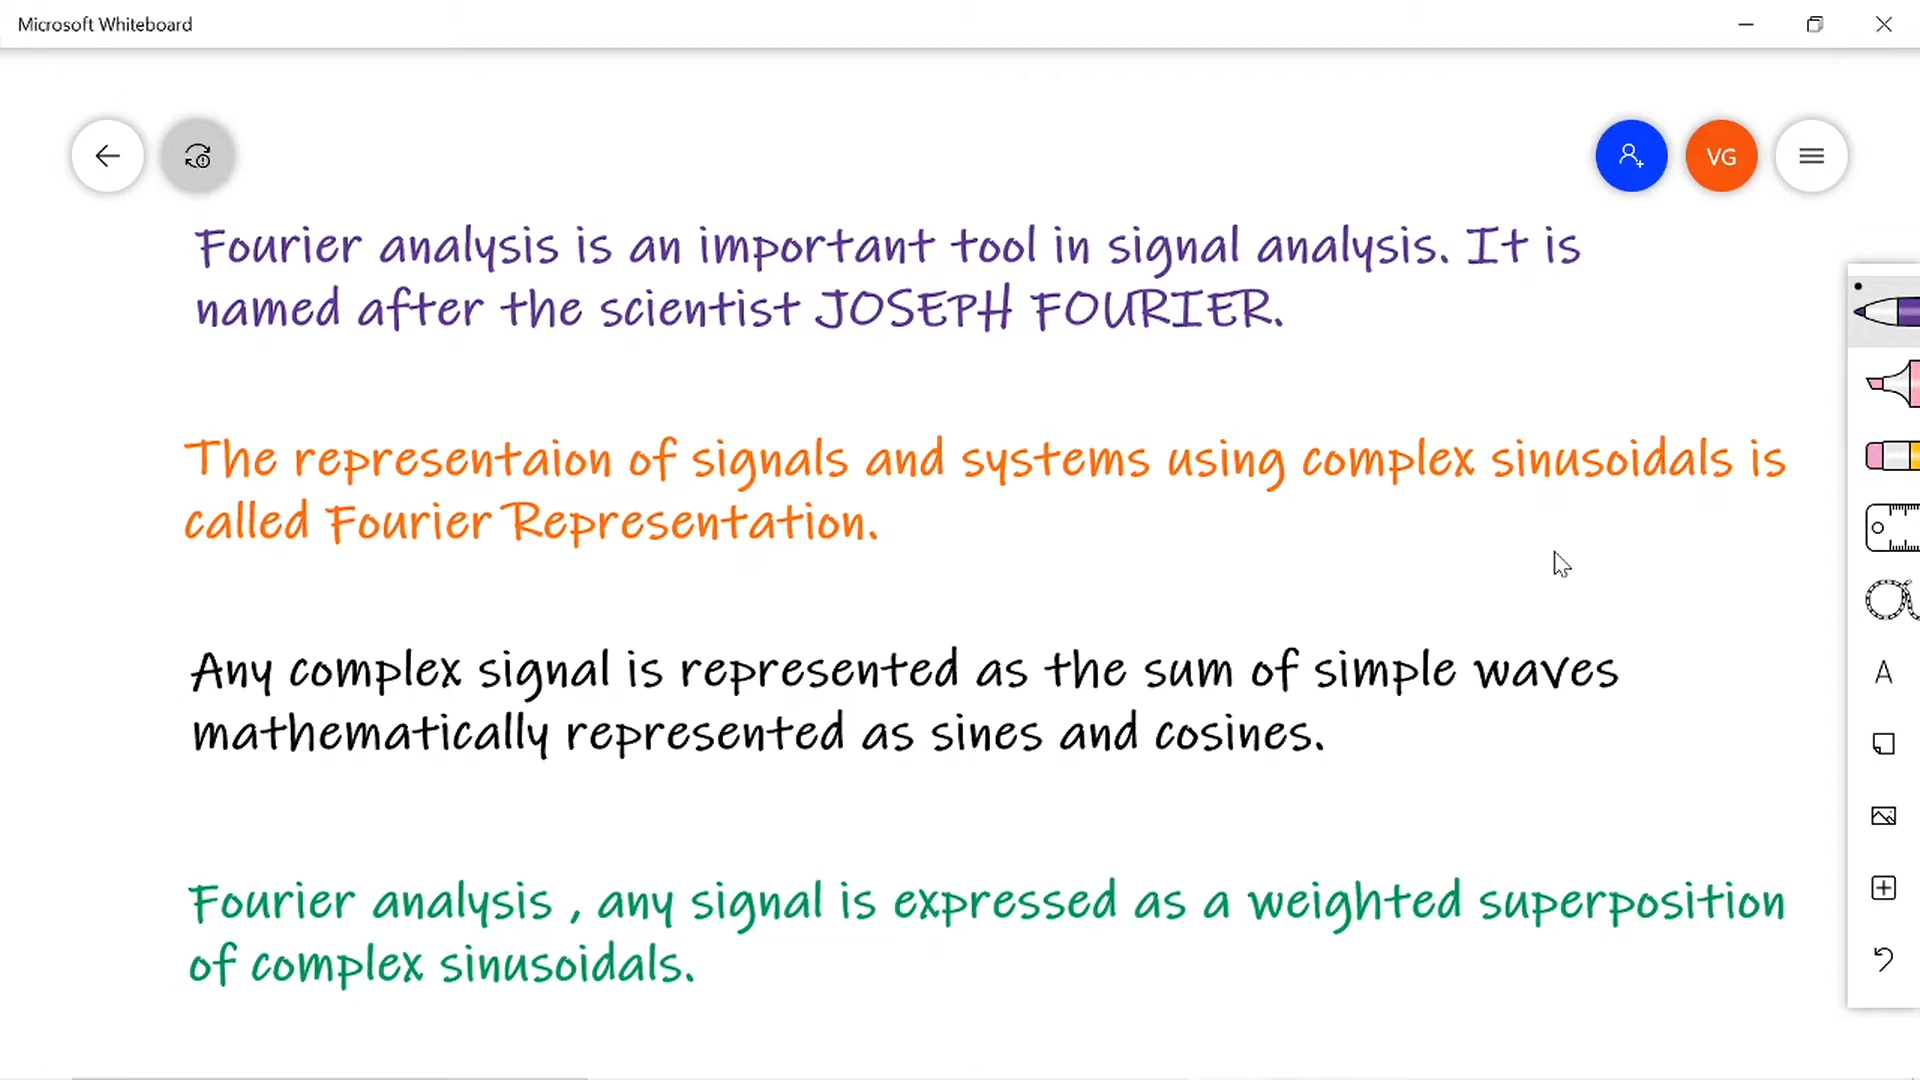 Microsoft Whiteboard
VG
Fourier analysis is an important tool in signal analysis. It is
named after the scientist JOSEPH FOURIER.
The representaion of signals and systems using complex sinusoidals is
called Fourier Representation.
Any complex signal is represented as the sum of simple waves
mathematically represented as sines and cosines.
Fourier analysis , any signal is expressed as a weighted superposition
of complex sinusoidals.
A